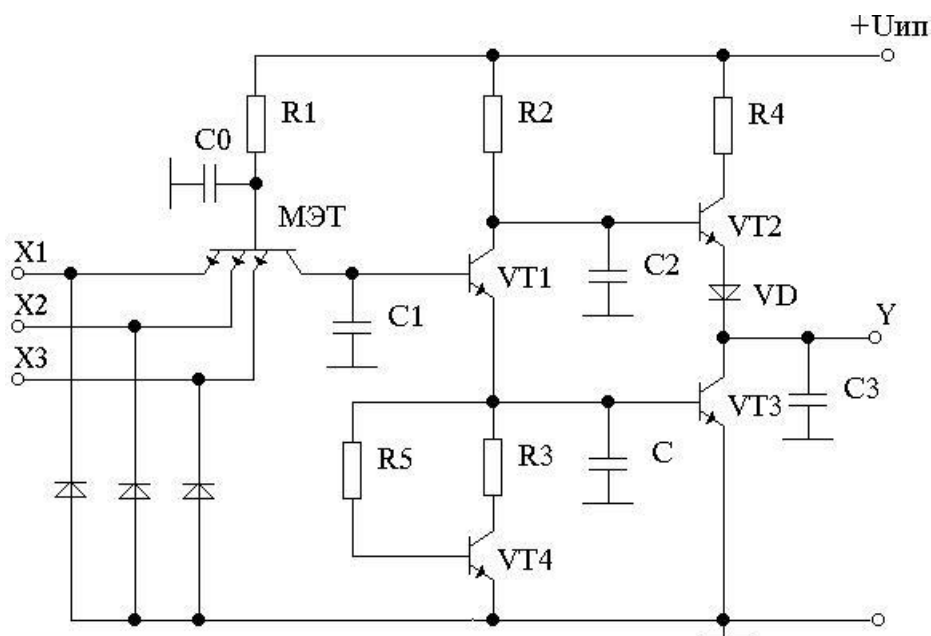 +Uип
R1
R2
R4
C0
МЭТ
VT2
X1
VT1
C2
VD
X2
C1
Y
X3
VT3
C3
R5
R3
C
VT4